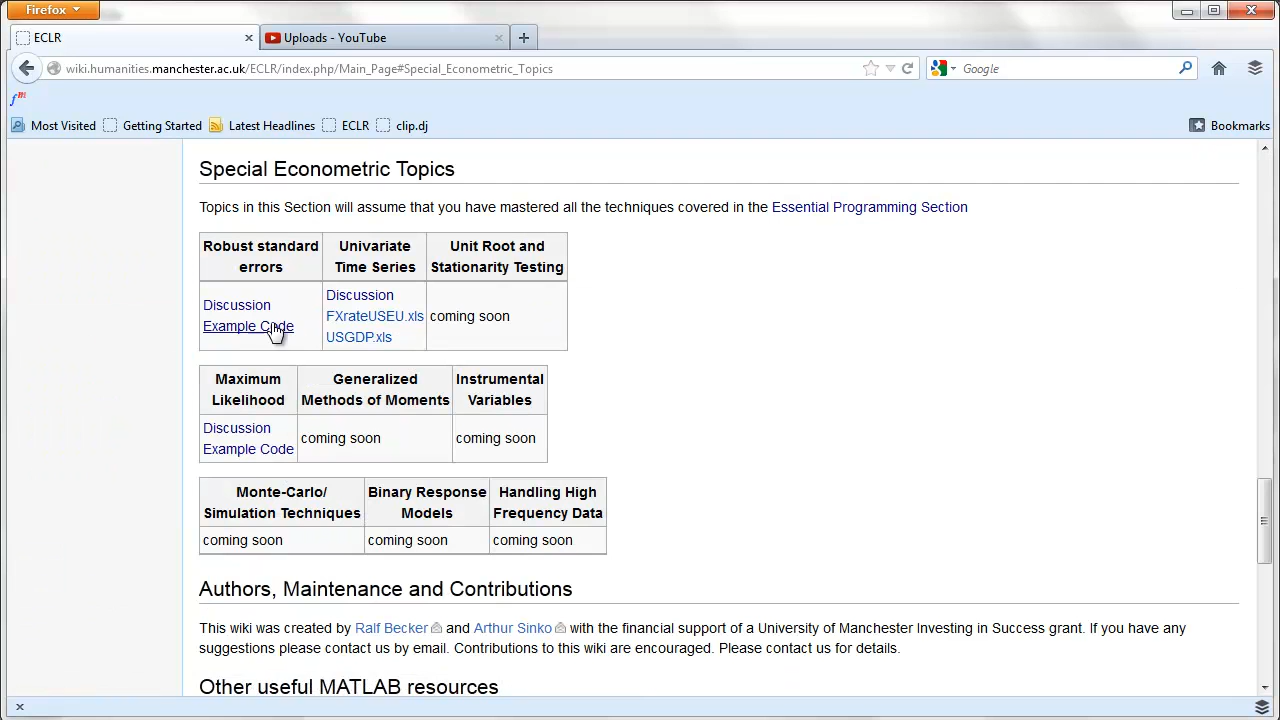 Firefox
ECLR
Uploads - YouTube
wiki.humanities.manchester.ac.uk/ECLR/index.php/Main_Page#Special_Econometric_Topics
Google
Most Visited
Getting Started
Latest Headlines
ECLR
clip.dj
Bookmarks
Special Econometric Topics
Topics in this Section will assume that you have mastered all the techniques covered in the Essential Programming Section
Robust standard errors
Univariate Time Series
Unit Root and Stationarity Testing
Discussion
Example Code
Discussion
FXrateUSEU.xls
USGDP.xls
coming soon
Maximum Likelihood
Generalized Methods of Moments
Instrumental Variables
Discussion
Example Code
coming soon
coming soon
Monte-Carlo/ Simulation Techniques
Binary Response Models
Handling High Frequency Data
coming soon
coming soon
coming soon
Authors, Maintenance and Contributions
This wiki was created by Ralf Becker and Arthur Sinko with the financial support of a University of Manchester Investing in Success grant. If you have any
suggestions please contact us by email. Contributions to this wiki are encouraged. Please contact us for details.
Other useful MATLAB resources